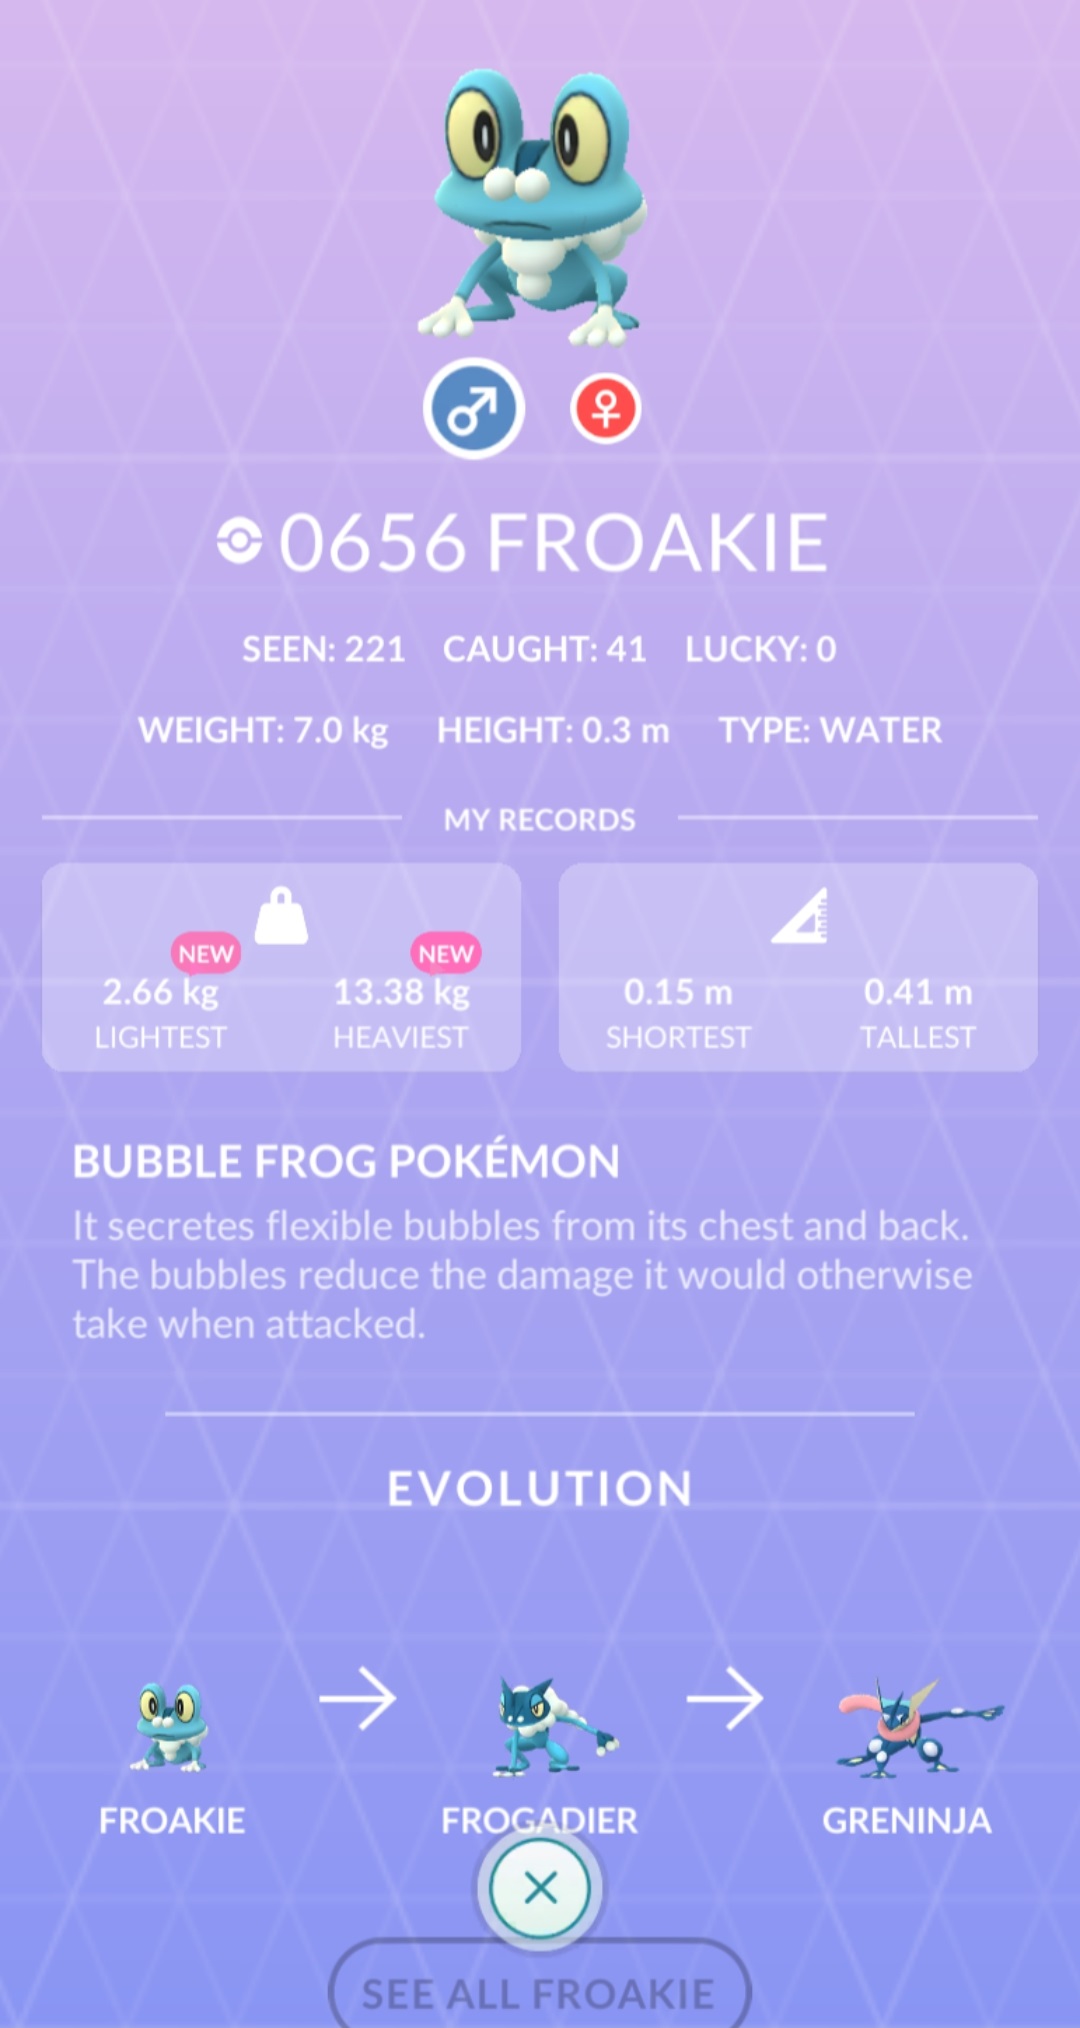 0656 FROAKIE
SEEN: 221 CAUGHT: 41 LUCKY: 0
WEIGHT: 7.0 kg HEIGHT: 0.3 m TYPE: WATER
MY RECORDS
NEW NEW
2.66 kg 13.38 kg 0.15 m 0.41 m
LIGHTEST HEAVIEST SHORTEST TALLEST
BUBBLE FROG POKÉMON
It secretes flexible bubbles from its chest and back.
The bubbles reduce the damage it would otherwise
take when attacked.
EVOLUTION
FROAKIE FROGADIER GRENINJA
SEE ALL FROAKIE